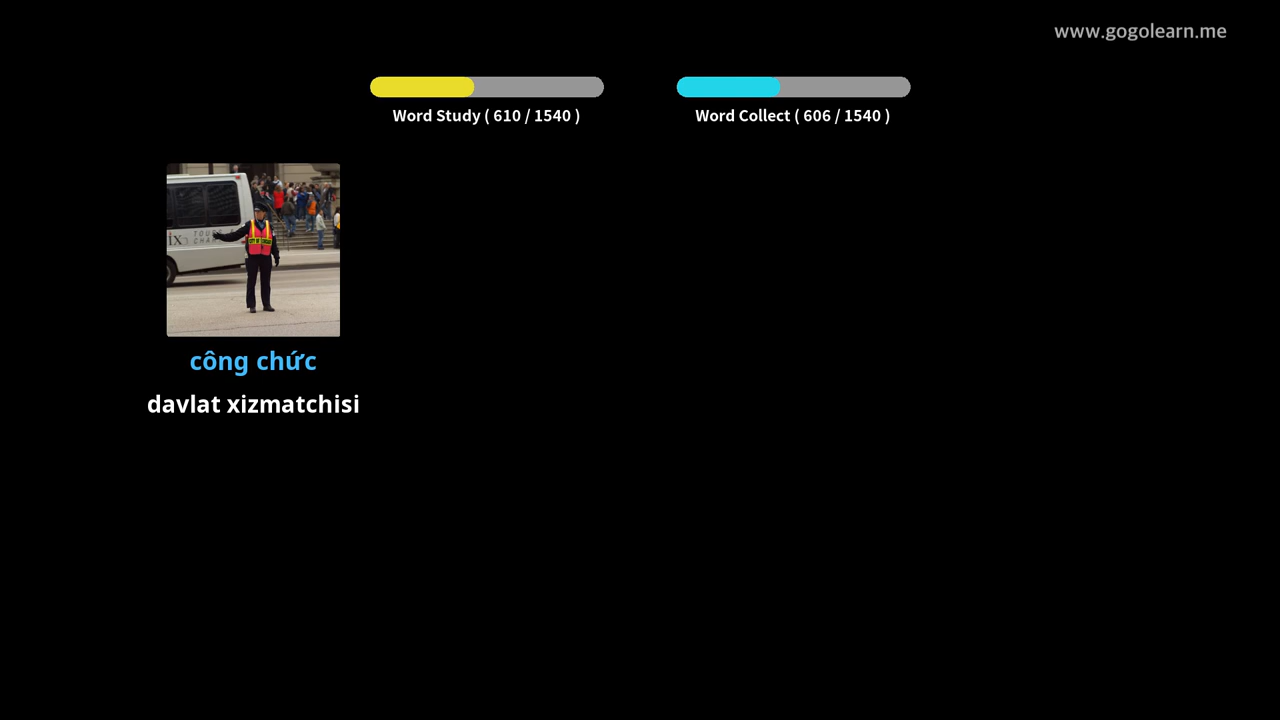 www.gogolearn.me
Word Study ( 610 / 1540 )
Word Collect ( 606 / 1540 )
công chức
davlat xizmatchisi